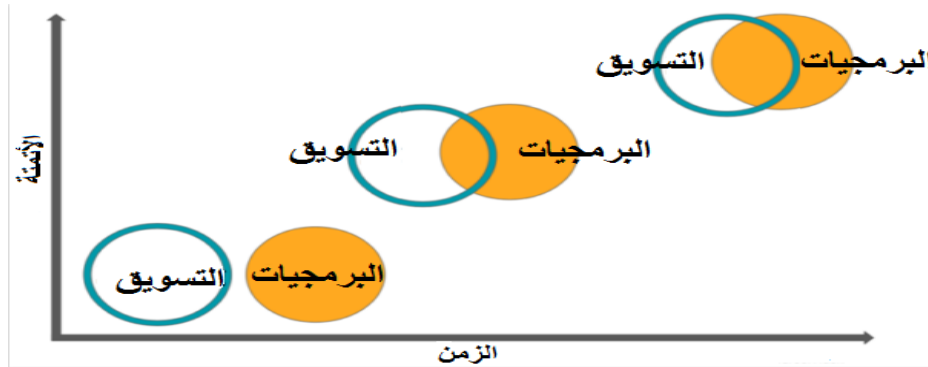 التسويق
البرمجيات
التسويق
البرمجيات
التسويق
البرمجيات
الأتمتة
الزمن